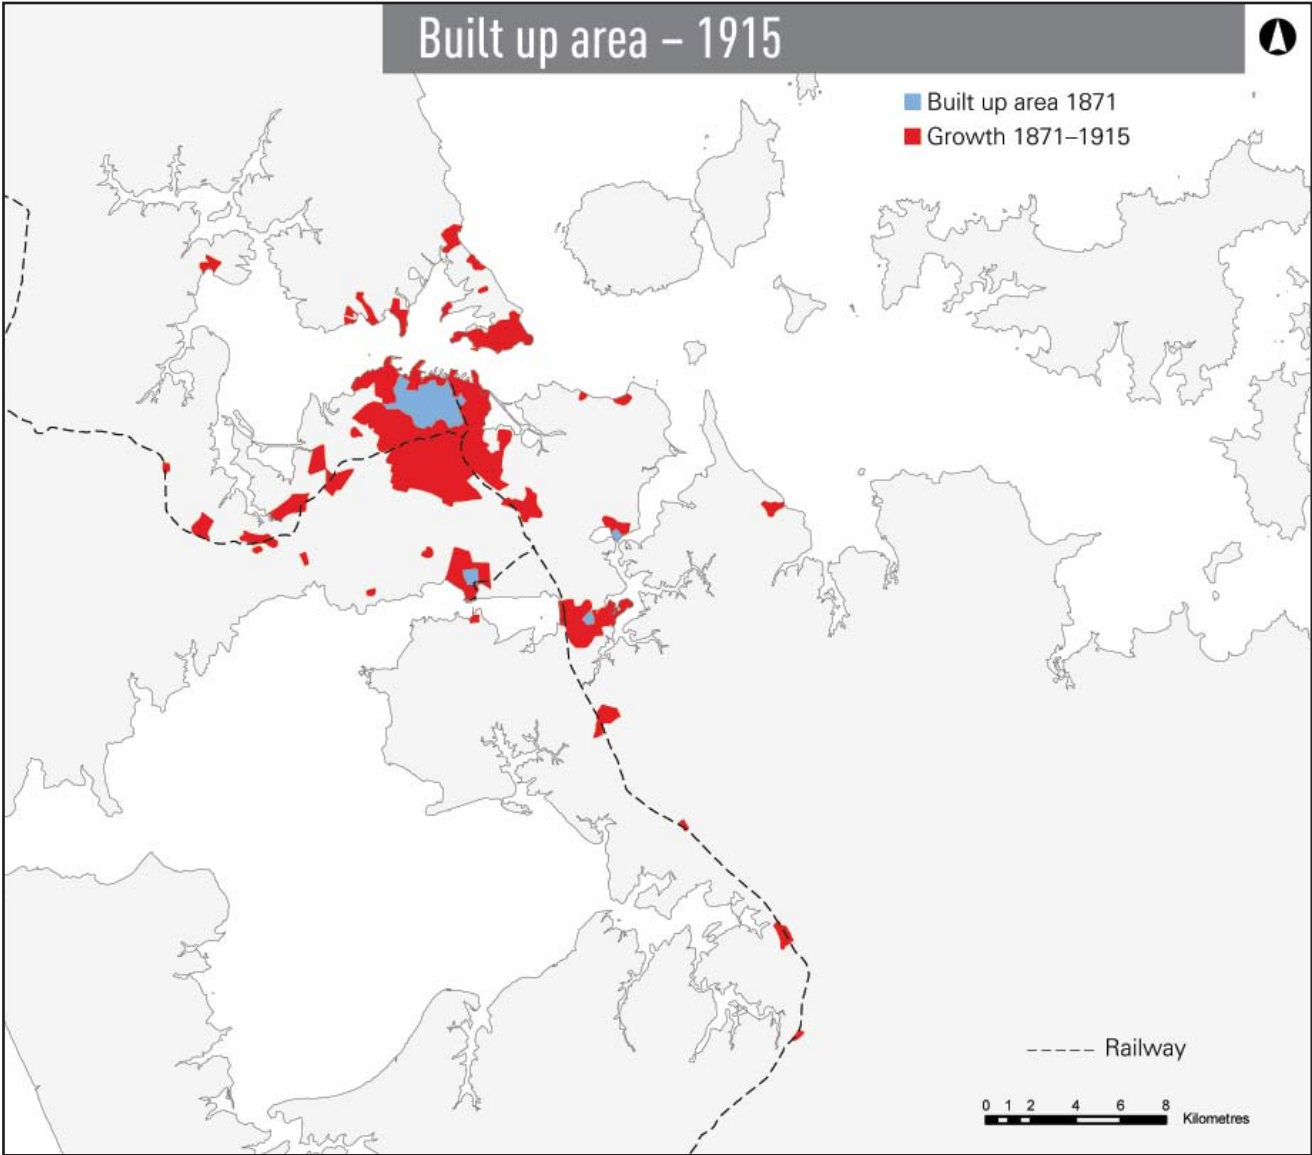 Built up area – 1915
Built up area 1871
Growth 1871–1915
Railway
0 1 2 4 6 8
Kilometres